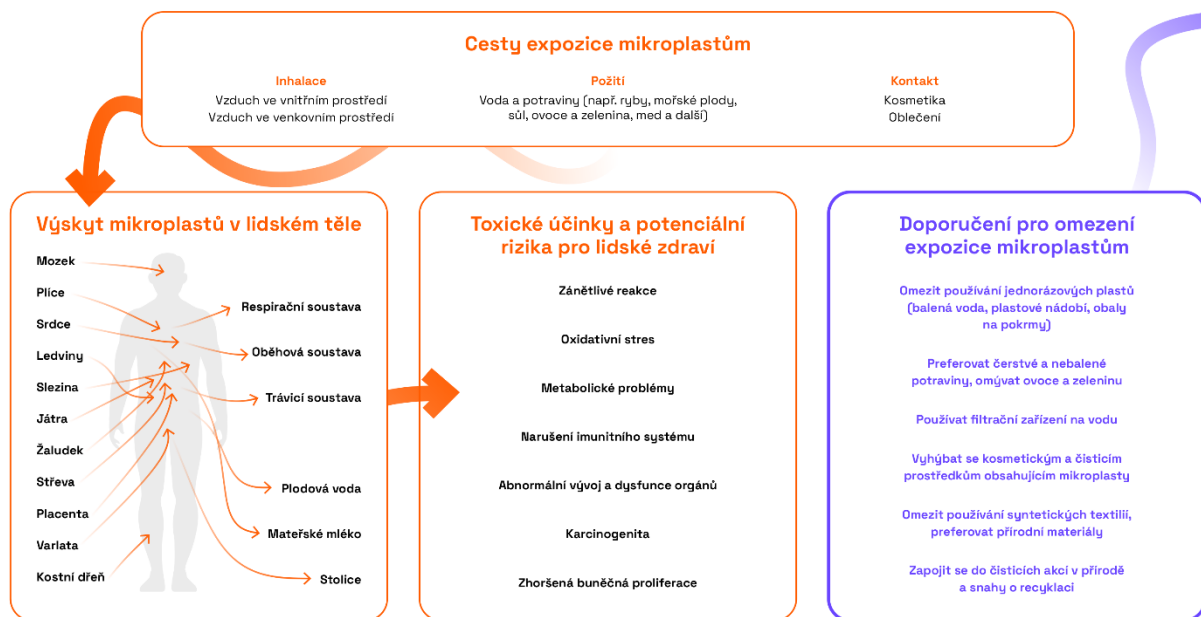 Cesty expozice mikroplastům
Inhalace
Vzduch ve vnitřním prostředí
Vzduch ve venkovním prostředí
Požití
Voda a potraviny (např. ryby, mořské plody,
sůl, ovoce a zelenina, med a další)
Kontakt
Kosmetika
Oblečení
Výskyt mikroplastů v lidském těle
Mozek
Plíce
Srdce
Ledviny
Slezina
Játra
Žaludek
Střeva
Placenta
Varlata
Kostní dřeň
Respirační soustava
Oběhová soustava
Trávicí soustava
Plodová voda
Mateřské mléko
Stolice
Toxické účinky a potenciální
rizika pro lidské zdraví
Zánětlivé reakce
Oxidativní stres
Metabolické problémy
Narušení imunitního systému
Abnormální vývoj a dysfunce orgánů
Karcinogenita
Zhoršená buněčná proliferace
Doporučení pro omezení
expozice mikroplastům
Omezit používání jednorázových plastů
(balená voda, plastové nádobí, obaly
na pokrmy)
Preferovat čerstvé a nebalené
potraviny, omývat ovoce a zeleninu
Používat filtrační zařízení na vodu
Vyhýbat se kosmetickým a čisticím
prostředkům obsahujícím mikroplasty
Omezit používání syntetických textilií,
preferovat přírodní materiály
Zapojit se do čisticích akcí v přírodě
a snahy o recyklaci